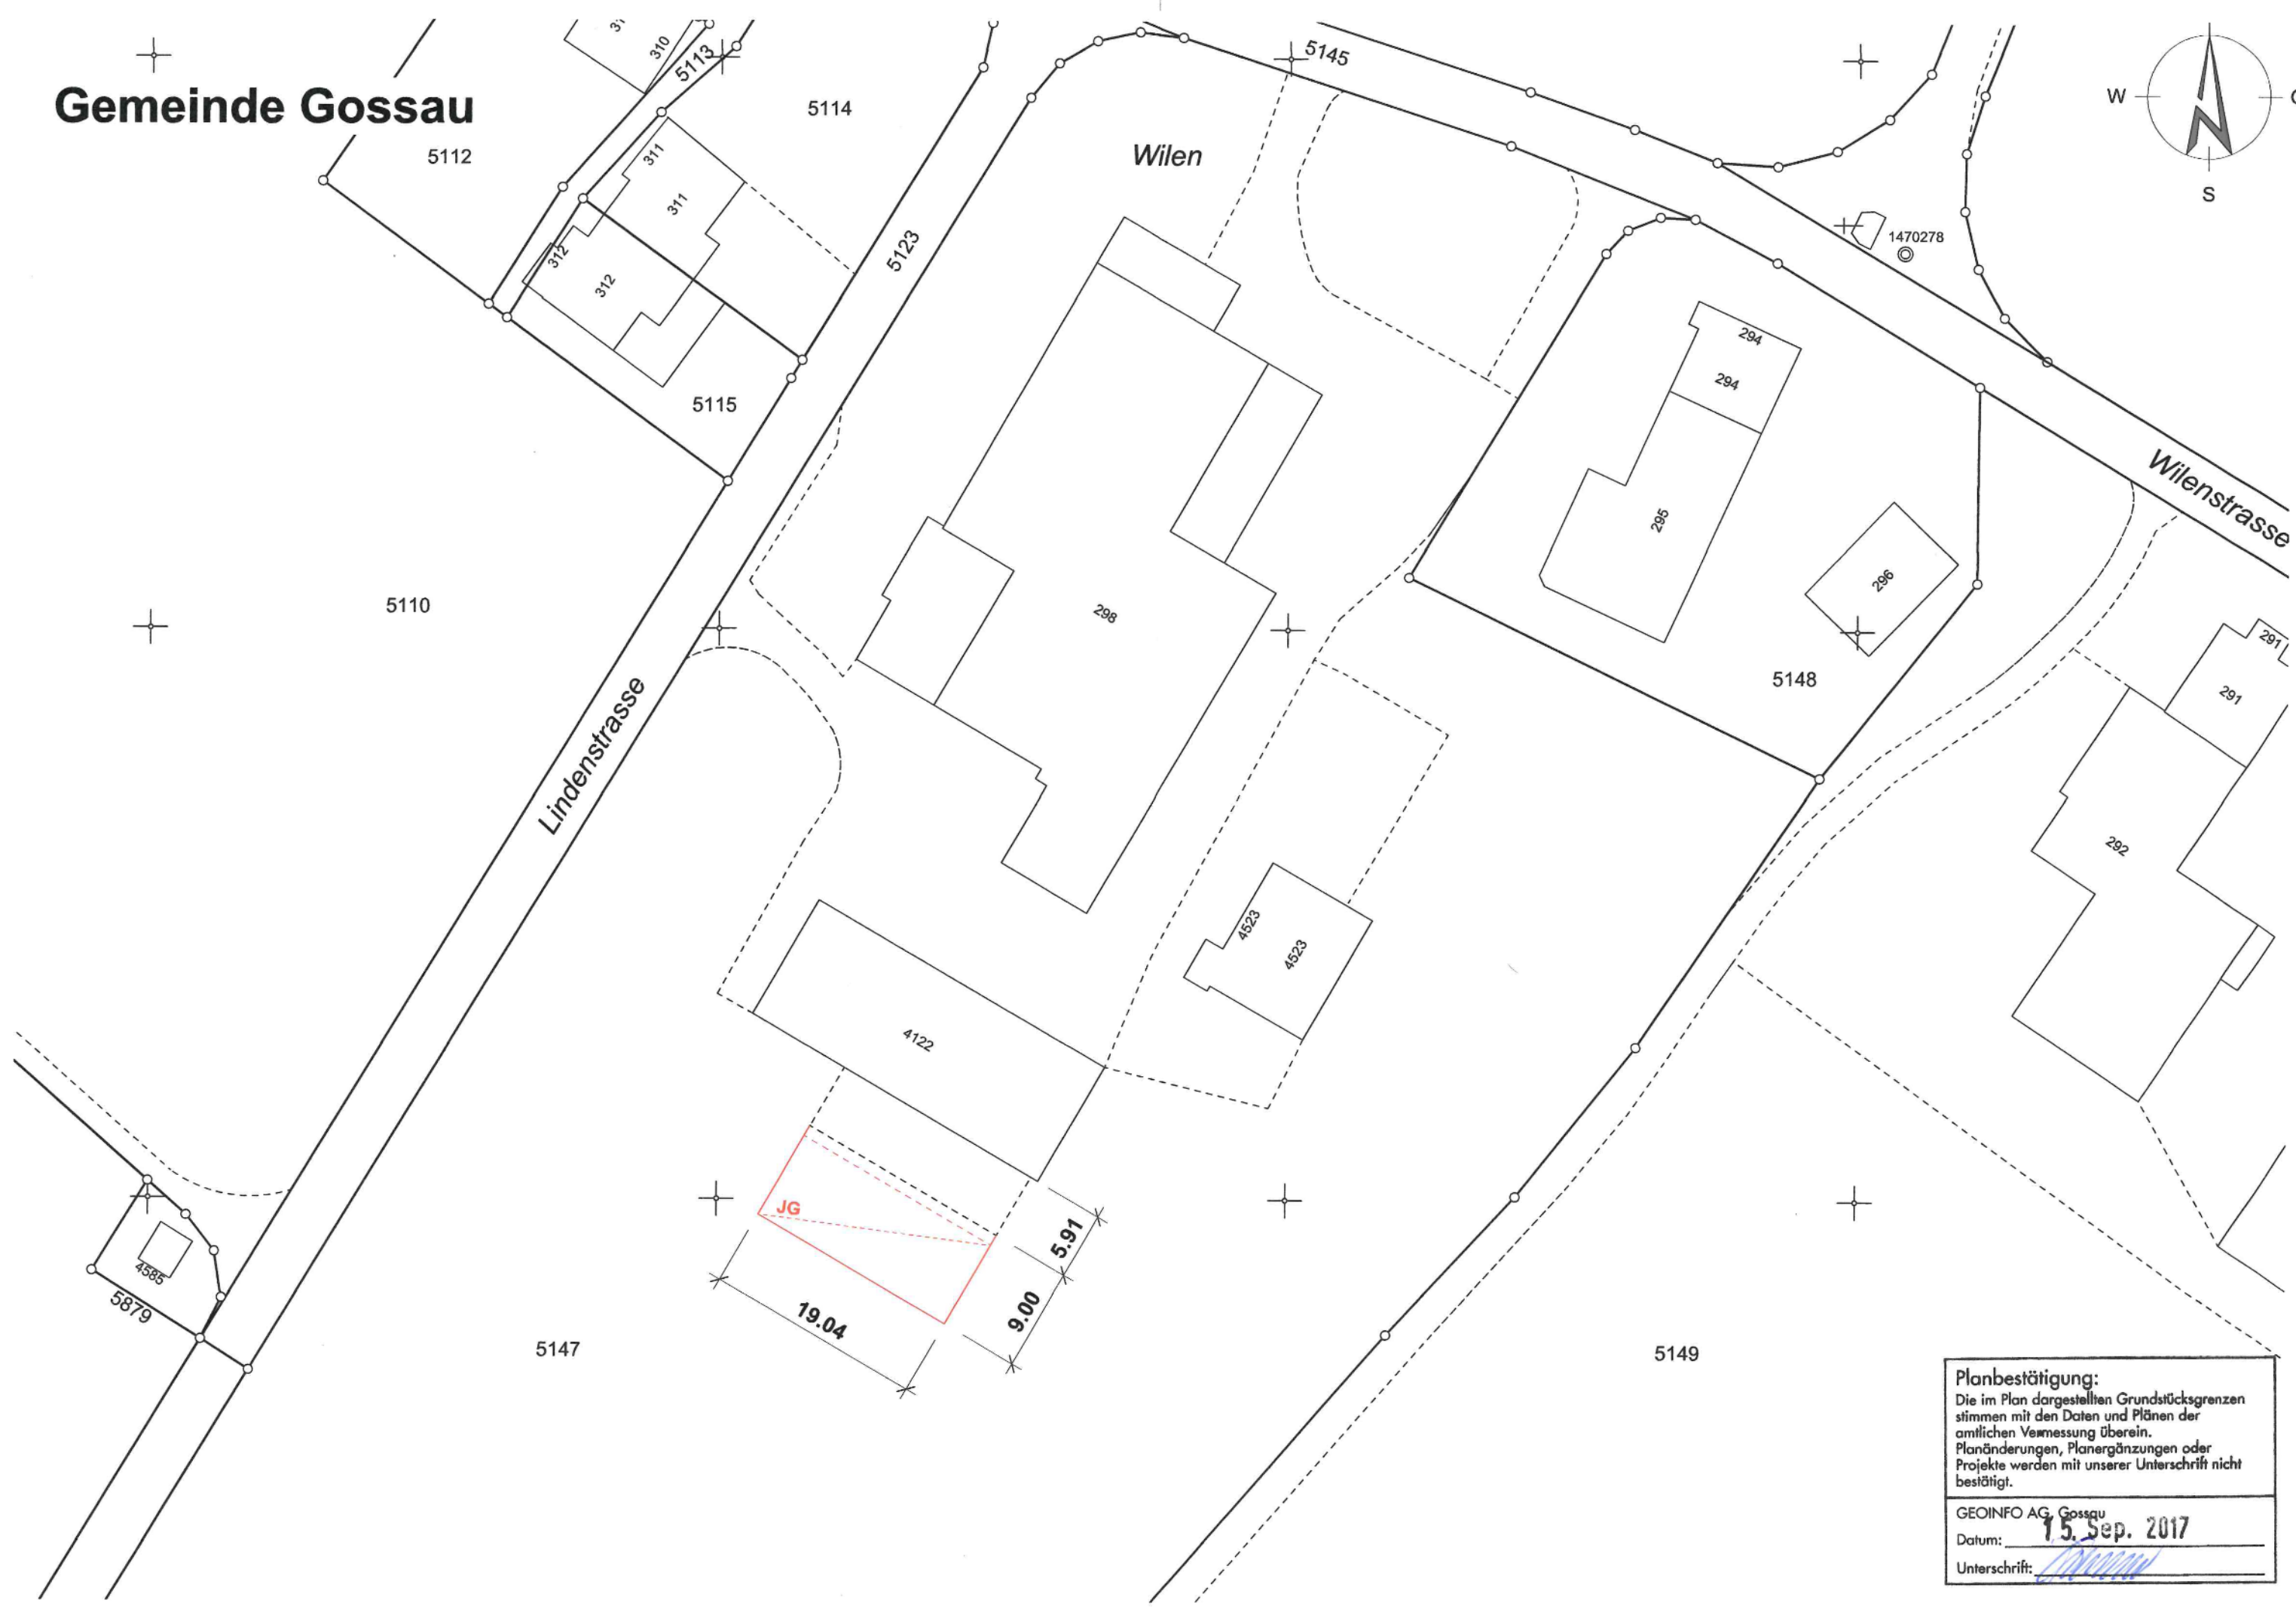 Gemeinde Gossau
310
5113
5145
5114
5112
W
S
Wilen
311
311
312
312
5123
1470278
294
294
5115
Wilenstrasse
295
296
5110
298
291
291
5148
Lindenstrasse
292
4523
4523
4122
JG
5.91
9.00
19.04
4585
5879
5147
5149
Planbestätigung:
Die im Plan dargestellten Grundstücksgrenzen
stimmen mit den Daten und Plänen der
amtlichen Vermessung überein.
Planänderungen, Planergänzungen oder
Projekte werden mit unserer Unterschrift nicht
bestätigt.
GEOINFO AG, Gossau
Datum: 15. Sep. 2017
Unterschrift: